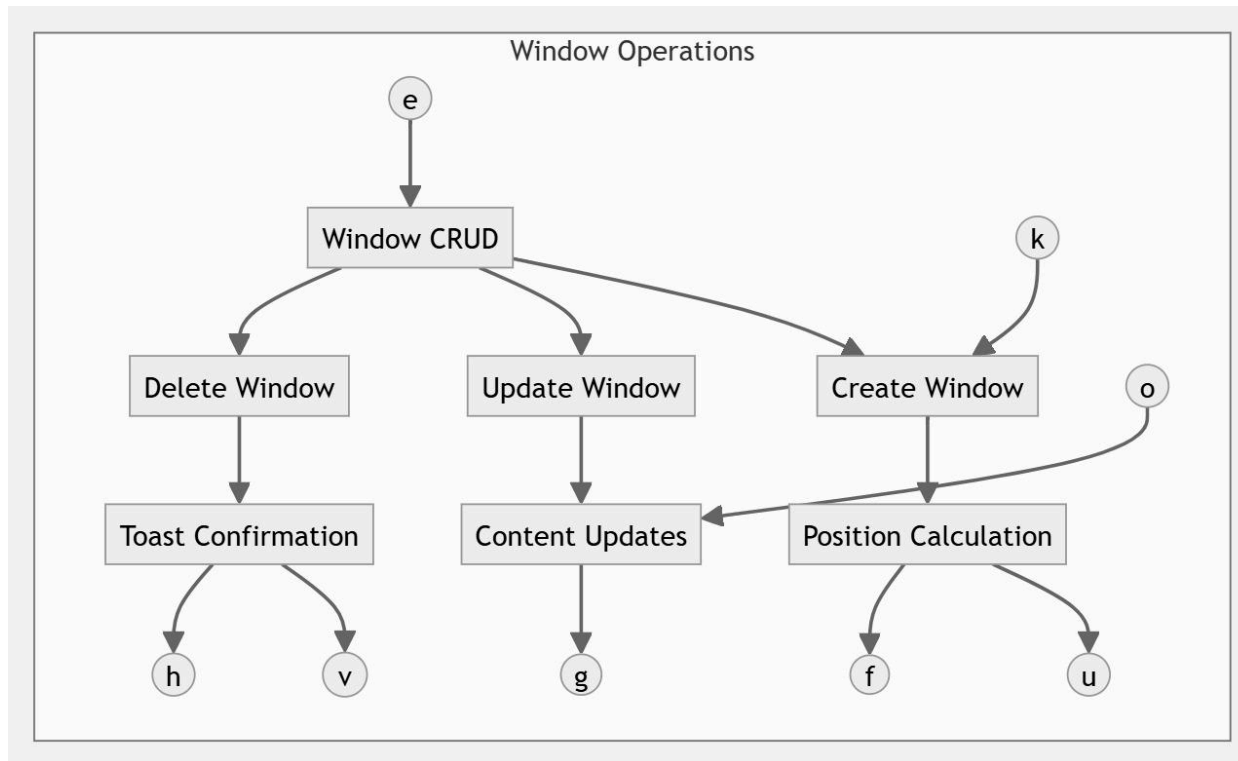 Window Operations
e
Window CRUD
k
Delete Window
Update Window
Create Window
o
Toast Confirmation
Content Updates
Position Calculation
h
v
g
f
u